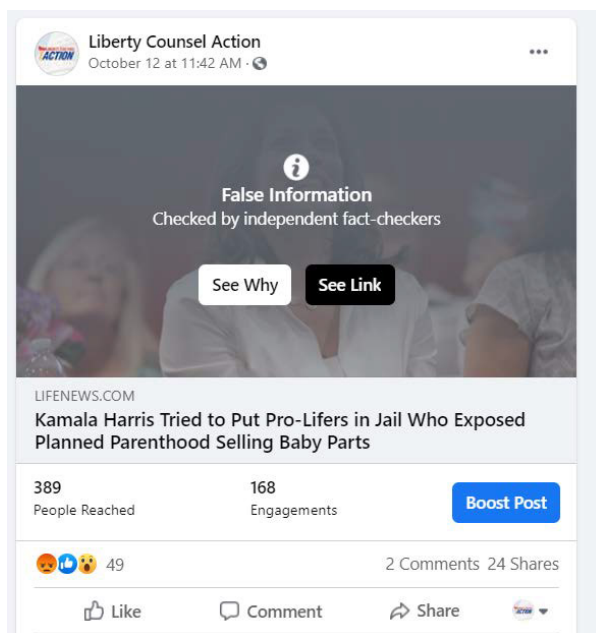 Liberty Counsel Action
October 12 at 11:42 AM ·
ACTION
False Information
Checked by independent fact-checkers
See Why
See Link
LIFENEWS.COM
Kamala Harris Tried to Put Pro-Lifers in Jail Who Exposed
Planned Parenthood Selling Baby Parts
389
168
Boost Post
People Reached
Engagements
49
2 Comments 24 Shares
Like
Comment
Share